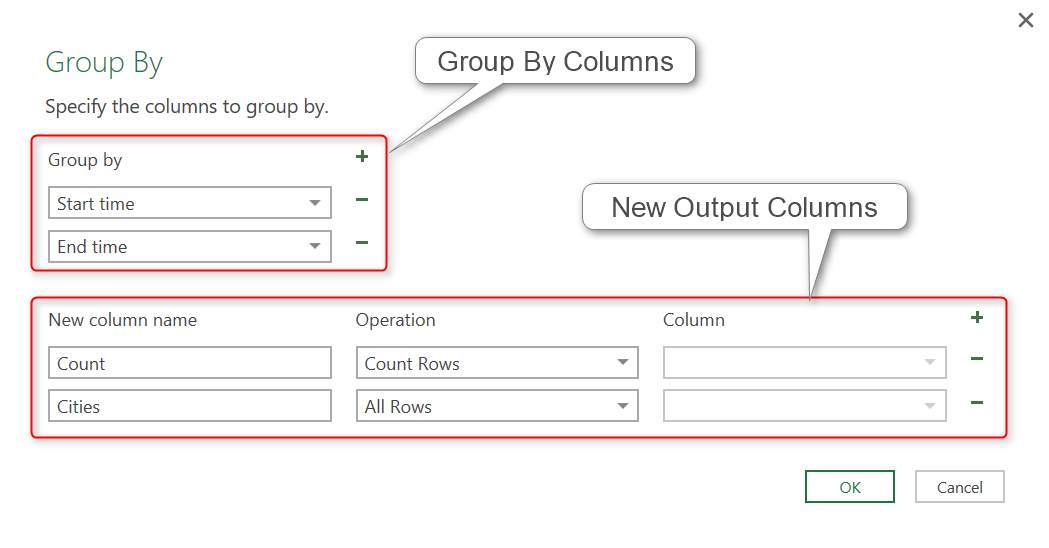 Group By
Group By Columns
Specify the columns to group by.
Group by
Start time
End time
New Output Columns
New column name Operation Column
Count Count Rows
Cities All Rows
OK Cancel